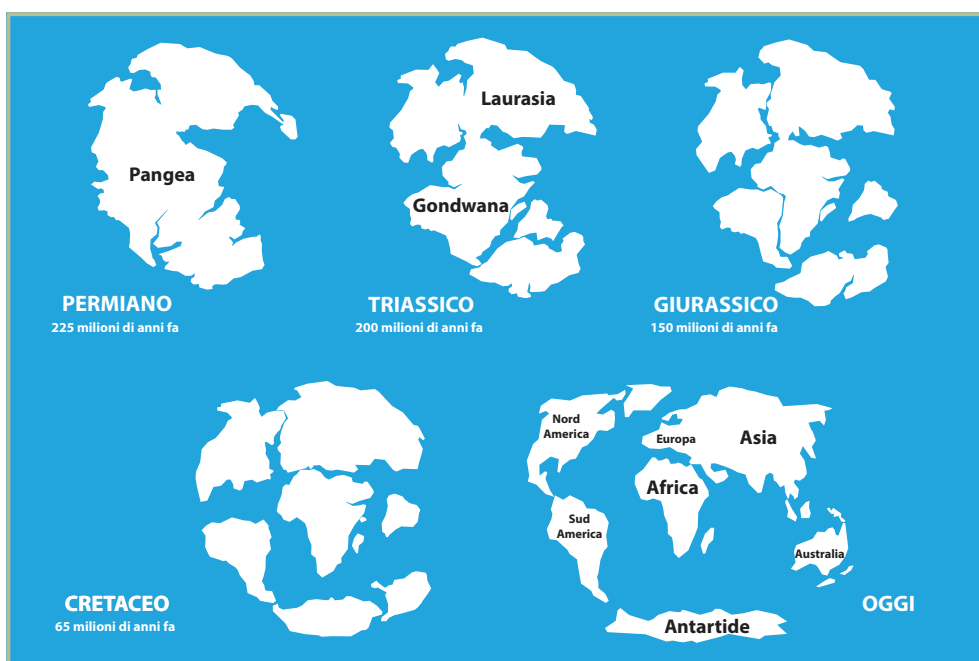 Pangea
PERMIANO
225 milioni di anni fa
Laurasia
Gondwana
TRIASSICO
200 milioni di anni fa
GIURASSICO
150 milioni di anni fa
CRETACEO
65 milioni di anni fa
Nord
America
Europa
Asia
Africa
Sud
America
Australia
Antartide
OGGI